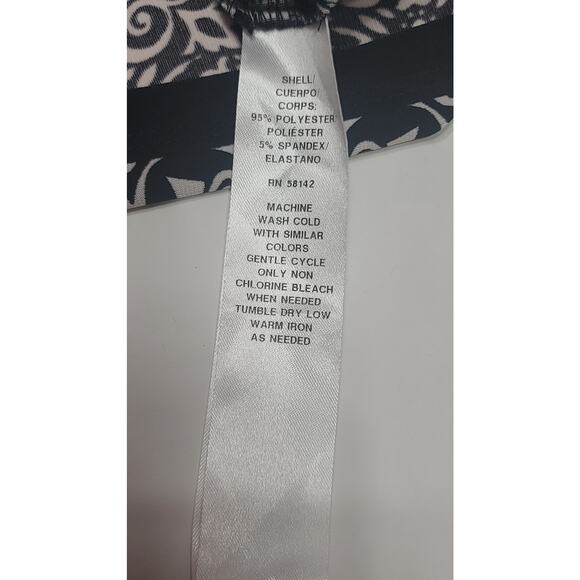 SHELL/
CUERPO/
CORPS:
95% POLYESTER
POLIÉSTER
5% SPANDEX/
ELASTANO
RN 58142
MACHINE
WASH COLD
WITH SIMILAR
COLORS
GENTLE CYCLE
ONLY NON
CHLORINE BLEACH
WHEN NEEDED
TUMBLE DRY LOW
WARM IRON
AS NEEDED